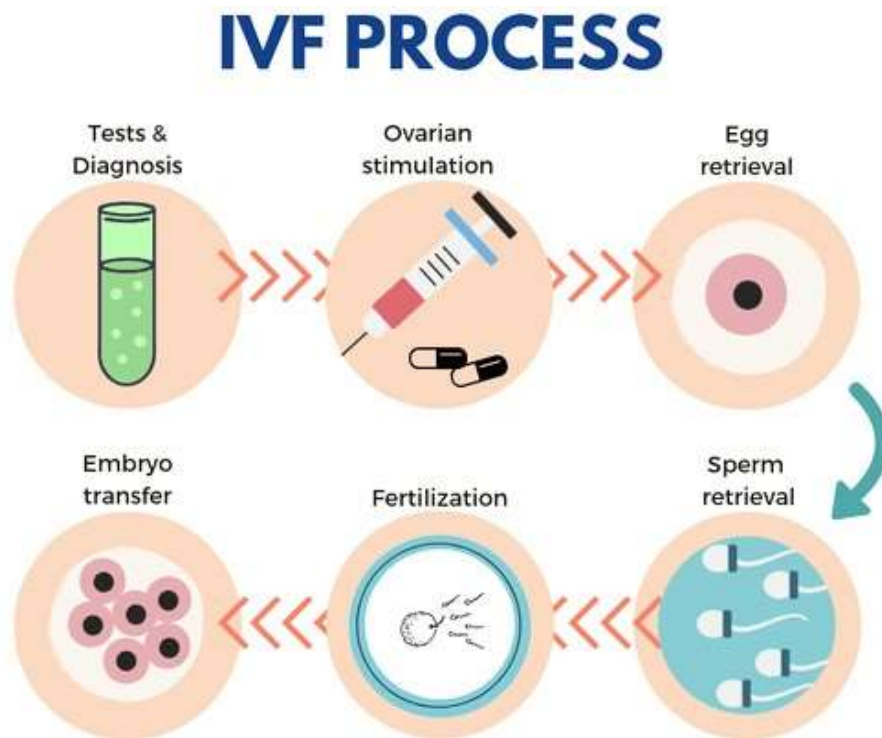 IVF PROCESS
Tests &
Diagnosis
Ovarian
stimulation
Egg
retrieval
Sperm
retrieval
Fertilization
Embryo
transfer